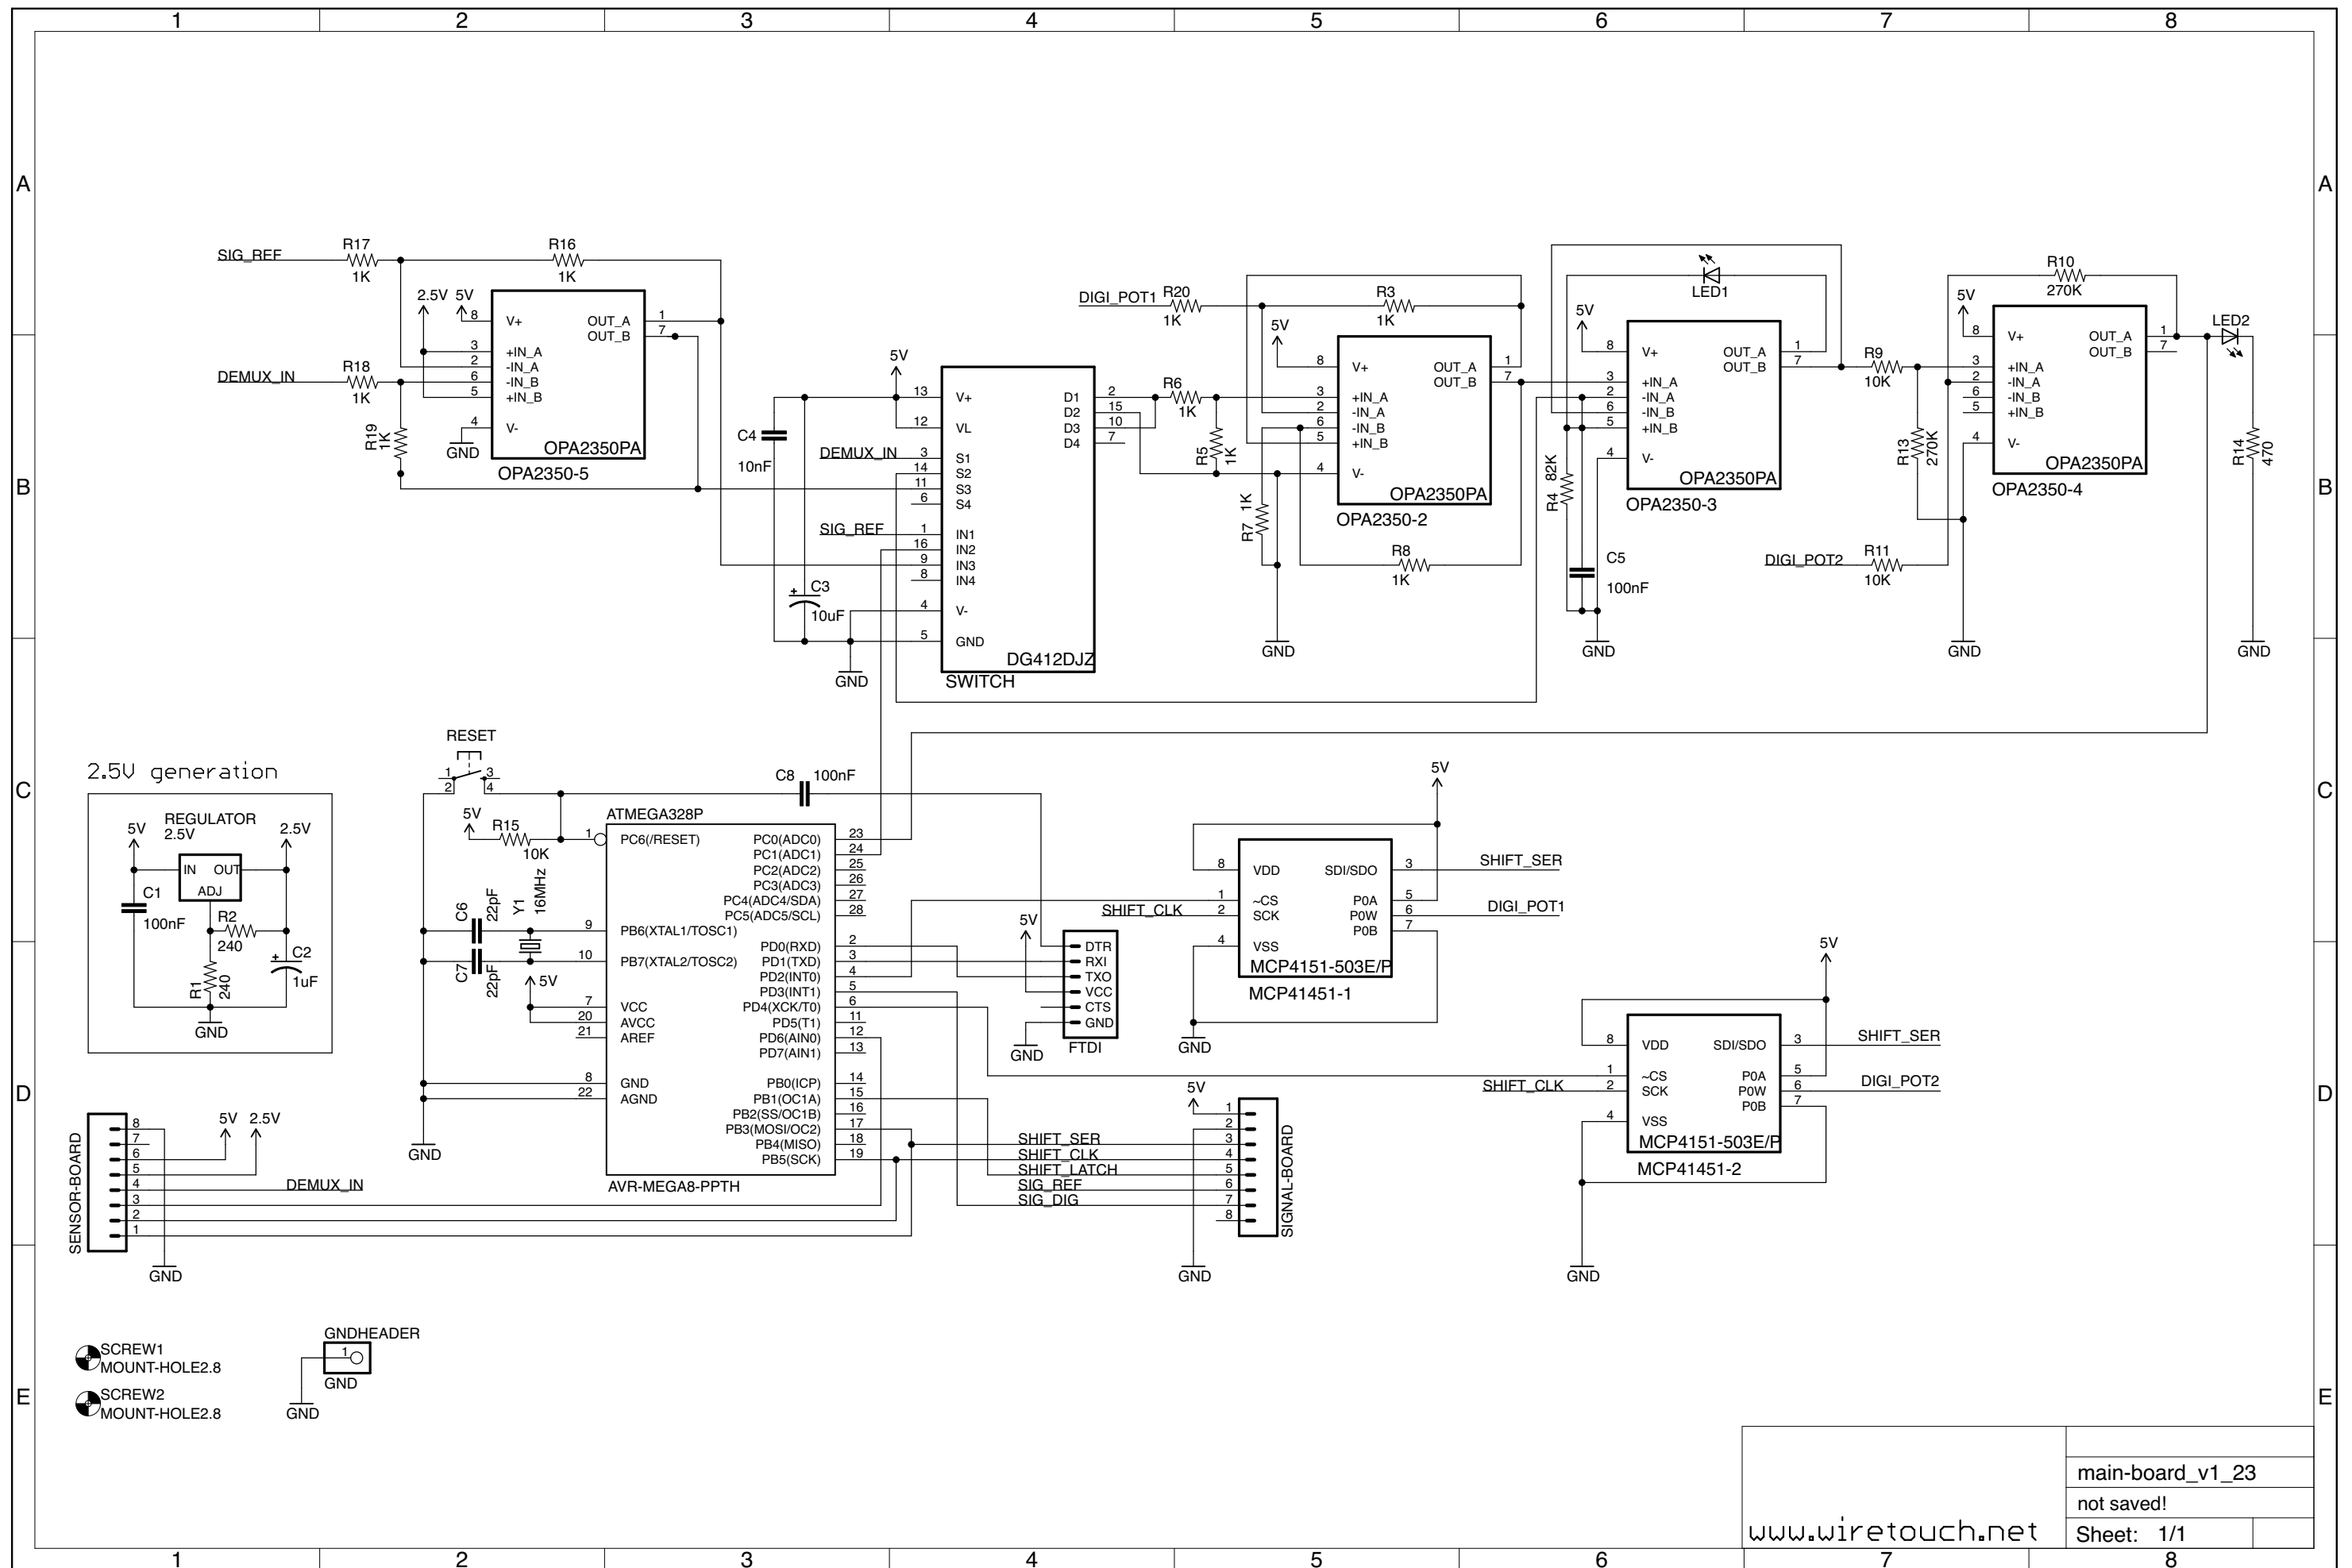 1 2 3 4 5 6 7 8
A A
SIG_REF
R17
1K
R16
1K
2.5V 5V
8 V+ OUT_A 1
OUT_B 7
3 +IN_A
2 -IN_A
6 -IN_B
5 +IN_B
4 V-
GND
OPA2350PA
OPA2350-5
DEMUX_IN
R18
1K
R19
1K
5V
C4
10nF
DEMUX_IN
SIG_REF
C3
+
10uF
GND
13 V+ D1 2
D2 15
12 VL D3 10
D4 7
3 S1
14 S2
11 S3
6 S4
1 IN1
16 IN2
9 IN3
8 IN4
4 V-
5 GND
DG412DJZ
SWITCH
DIGI_POT1
R20
1K
R3
1K
R6
1K
R5
1K
R7 1K
R8
1K
5V
8 V+ OUT_A 1
OUT_B 7
3 +IN_A
2 -IN_A
6 -IN_B
5 +IN_B
4 V-
OPA2350PA
OPA2350-2
GND
LED1
5V
8 V+ OUT_A 1
OUT_B 7
3 +IN_A
2 -IN_A
6 -IN_B
5 +IN_B
4 V-
OPA2350PA
OPA2350-3
R4 82K
C5
100nF
GND
R9
10K
R13
270K
DIGI_POT2
R11
10K
R10
270K
5V
8 V+ OUT_A 1
OUT_B 7
3 +IN_A
2 -IN_A
6 -IN_B
5 +IN_B
4 V-
OPA2350PA
OPA2350-4
GND
LED2
R14
470
GND
B B
C C
2.5V generation
REGULATOR
2.5V
5V 2.5V
IN OUT
ADJ
C1
100nF
R2
240
R1
240
C2
+
1uF
GND
RESET
1 3
2 4
5V
R15
10K
C8 100nF
C6
22pF
C7
22pF
Y1
16MHz
5V
GND
ATMEGA328P
1 PC6(/RESET) PC0(ADC0) 23
PC1(ADC1) 24
PC2(ADC2) 25
PC3(ADC3) 26
PC4(ADC4/SDA) 27
PC5(ADC5/SCL) 28
9 PB6(XTAL1/TOSC1)
PD0(RXD) 2
10 PB7(XTAL2/TOSC2) PD1(TXD) 3
PD2(INT0) 4
PD3(INT1) 5
7 VCC PD4(XCK/T0) 6
20 AVCC PD5(T1) 11
21 AREF PD6(AIN0) 12
PD7(AIN1) 13
8 GND PB0(ICP) 14
22 AGND PB1(OC1A) 15
PB2(SS/OC1B) 16
PB3(MOSI/OC2) 17
PB4(MISO) 18
PB5(SCK) 19
AVR-MEGA8-PPTH
5V
DTR
RXI
TXO
VCC
CTS
GND
FTDI
GND
5V
8 VDD SDI/SDO 3 SHIFT_SER
1 ~CS P0A 5
SHIFT_CLK 2 SCK P0W 6 DIGI_POT1
P0B 7
4 VSS
MCP4151-503E/P
MCP41451-1
GND
5V
8 VDD SDI/SDO 3 SHIFT_SER
1 ~CS P0A 5
SHIFT_CLK 2 SCK P0W 6 DIGI_POT2
P0B 7
4 VSS
MCP4151-503E/P
MCP41451-2
GND
D D
SENSOR-BOARD
8
7
6
5
4
3
2
1
5V 2.5V
DEMUX_IN
GND
5V
1
2
SHIFT_SER 3
SHIFT_CLK 4
SHIFT_LATCH 5
SIG_REF 6
SIG_DIG 7
8
SIGNAL-BOARD
GND
E E
SCREW1
MOUNT-HOLE2.8
SCREW2
MOUNT-HOLE2.8
GNDHEADER
1
GND
GND
www.wiretouch.net
main-board_v1_23
not saved!
Sheet: 1/1
1 2 3 4 5 6 7 8